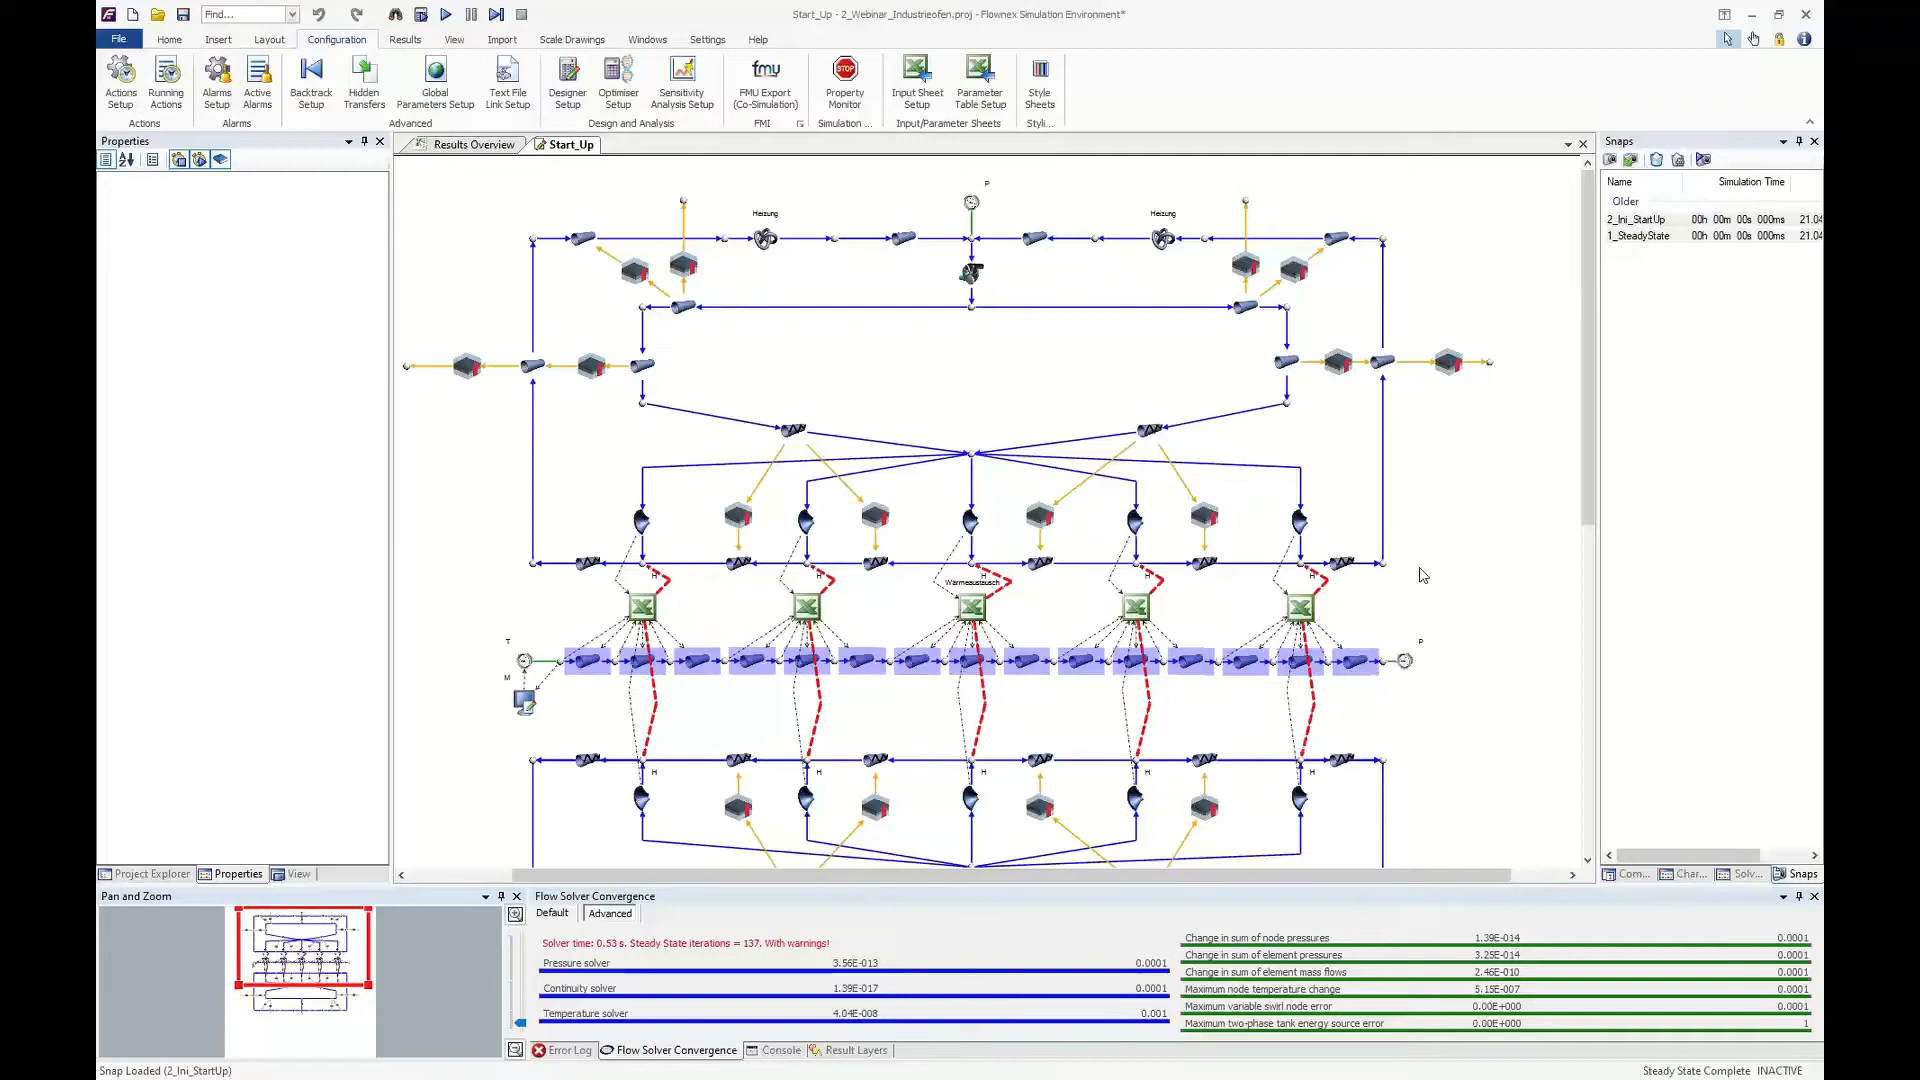 Find...
Start_Up - 2_Webinar_Industrieofen.proj - Flownex Simulation Environment*
File Home Insert Layout Configuration Results View Import Scale Drawings Windows Settings Help
Actions Setup
Running Actions
Alarms Setup
Active Alarms
Backtrack Setup
Hidden Transfers
Global Parameters Setup
Text File Link Setup
Designer Setup
Optimiser Setup
Sensitivity Analysis Setup
fmu
FMU Export (Co-Simulation)
STOP
Property Monitor
Input Sheet Setup
Parameter Table Setup
Style Sheets
Actions Alarms Advanced Design and Analysis FMI Simulation ... Input/Parameter Sheets Styli...
Properties
Results Overview Start_Up
Snaps
Name Simulation Time
Older
2_Ini_StartUp 00h 00m 00s 000ms 21.04
1_SteadyState 00h 00m 00s 000ms 21.04
P
Heizung Heizung
H H H H H
Wärmeaustausch
T P
M
H H H H H
Project Explorer Properties View
Com... Char... Solv... Snaps
Pan and Zoom
Flow Solver Convergence
Default Advanced
Solver time: 0.53 s. Steady State iterations = 137. With warnings!
Pressure solver 3.56E-013 0.0001
Continuity solver 1.39E-017 0.0001
Temperature solver 4.04E-008 0.001
Change in sum of node pressures 1.39E-014 0.0001
Change in sum of element pressures 3.25E-014 0.0001
Change in sum of element mass flows 2.46E-010 0.0001
Maximum node temperature change 5.15E-007 0.0001
Maximum variable swirl node error 0.00E+000 0.0001
Maximum two-phase tank energy source error 0.00E+000 1
Error Log Flow Solver Convergence Console Result Layers
Snap Loaded (2_Ini_StartUp)
Steady State Complete INACTIVE